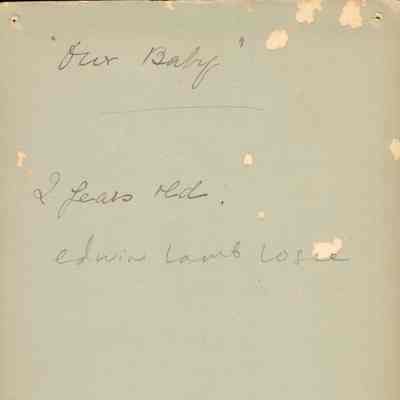 "Our Baby"
2 years old.
edwin Lamb Losee